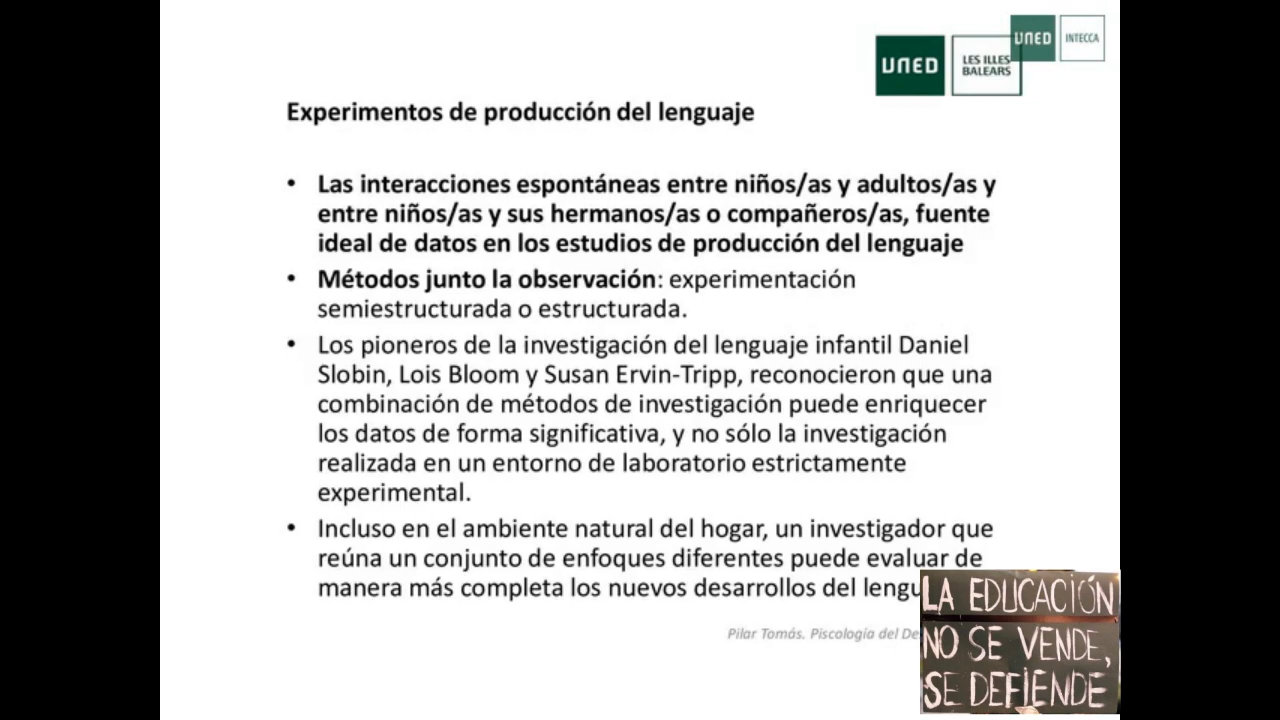 UNED
INTECCA
UNED
LES ILLES
BALEARS
Experimentos de producción del lenguaje
• Las interacciones espontáneas entre niños/as y adultos/as y
entre niños/as y sus hermanos/as o compañeros/as, fuente
ideal de datos en los estudios de producción del lenguaje
• Métodos junto la observación: experimentación
semiestructurada o estructurada.
• Los pioneros de la investigación del lenguaje infantil Daniel
Slobin, Lois Bloom y Susan Ervin-Tripp, reconocieron que una
combinación de métodos de investigación puede enriquecer
los datos de forma significativa, y no sólo la investigación
realizada en un entorno de laboratorio estrictamente
experimental.
• Incluso en el ambiente natural del hogar, un investigador que
reúna un conjunto de enfoques diferentes puede evaluar de
manera más completa los nuevos desarrollos del
Pilar Tomás. Piscología del
LA EDUCACIÓN
NO SE VENDE,
SE DEFIENDE